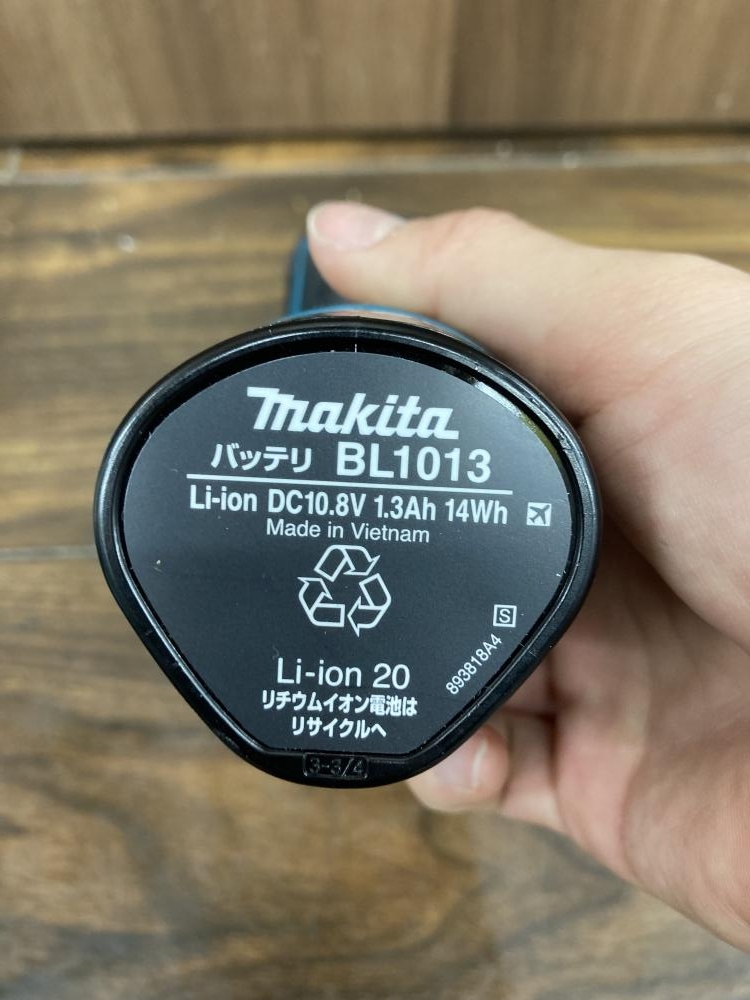 makita
バッテリ BL1013
Li-ion DC10.8V 1.3Ah 14Wh
Made in Vietnam
S
893818A4
Li-ion 20
リチウムイオン電池は
リサイクルへ
3-3/4